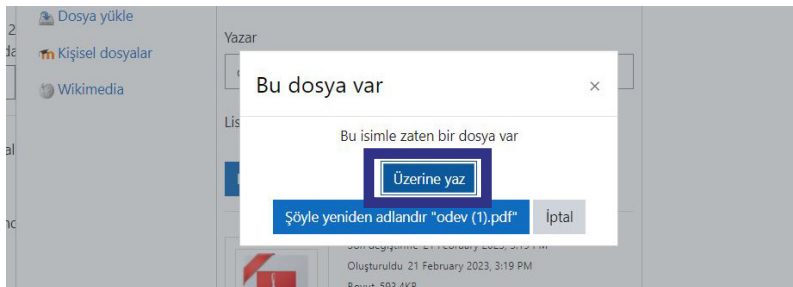 Dosya yükle
Kişisel dosyalar
Wikimedia
Yazar
Bu dosya var
×
Bu isimle zaten bir dosya var
Üzerine yaz
Şöyle yeniden adlandır "odev (1).pdf"
İptal
Oluşturuldu 21 February 2023, 3:19 PM